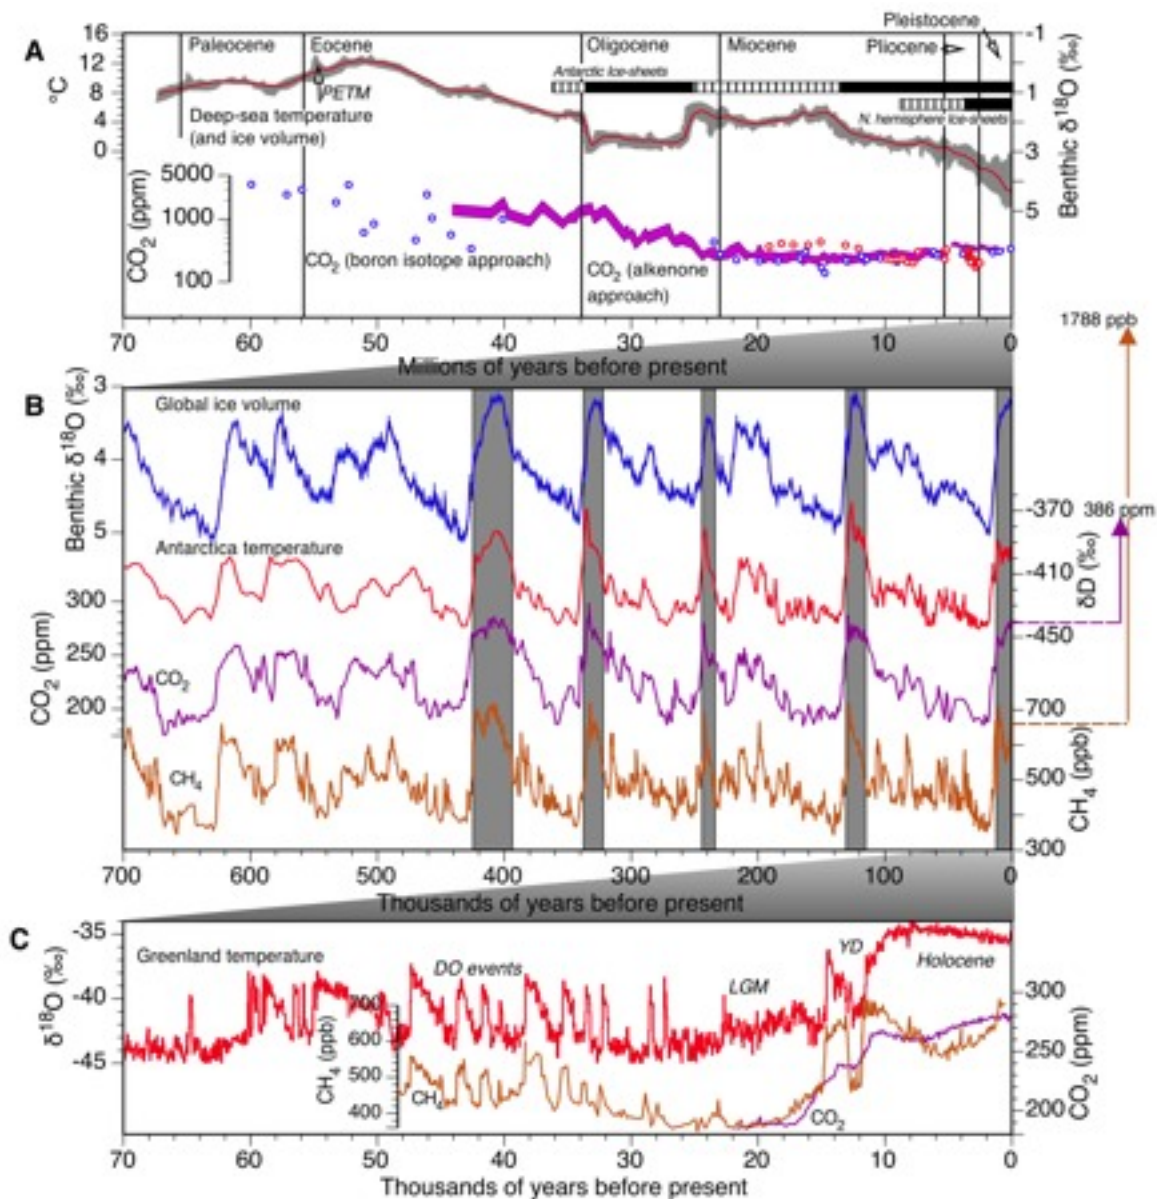 Pleistocene
A
16
12
8
4
0
°C
Paleocene
Eocene
Oligocene
Miocene
Pliocene
-1
1
3
5
Benthic δ18O (‰)
Antarctic Ice-sheets
PETM
Deep-sea temperature
(and ice volume)
N. hemisphere Ice-sheets
5000
1000
100
CO2 (ppm)
CO2 (boron isotope approach)
CO2 (alkenone
approach)
70 60 50 40 30 20 10 0
Millions of years before present
1788 ppb
B
3
4
5
Benthic δ18O (‰)
Global ice volume
-370
-410
-450
δD (‰)
386 ppm
Antarctica temperature
300
250
200
CO2 (ppm)
CO2
CH4
700
500
300
CH4 (ppb)
700 600 500 400 300 200 100 0
Thousands of years before present
C
-35
-40
-45
δ18O (‰)
Greenland temperature
DO events
LGM
YD
Holocene
700
600
500
400
CH4 (ppb)
CH4
CO2
300
250
200
CO2 (ppm)
70 60 50 40 30 20 10 0
Thousands of years before present